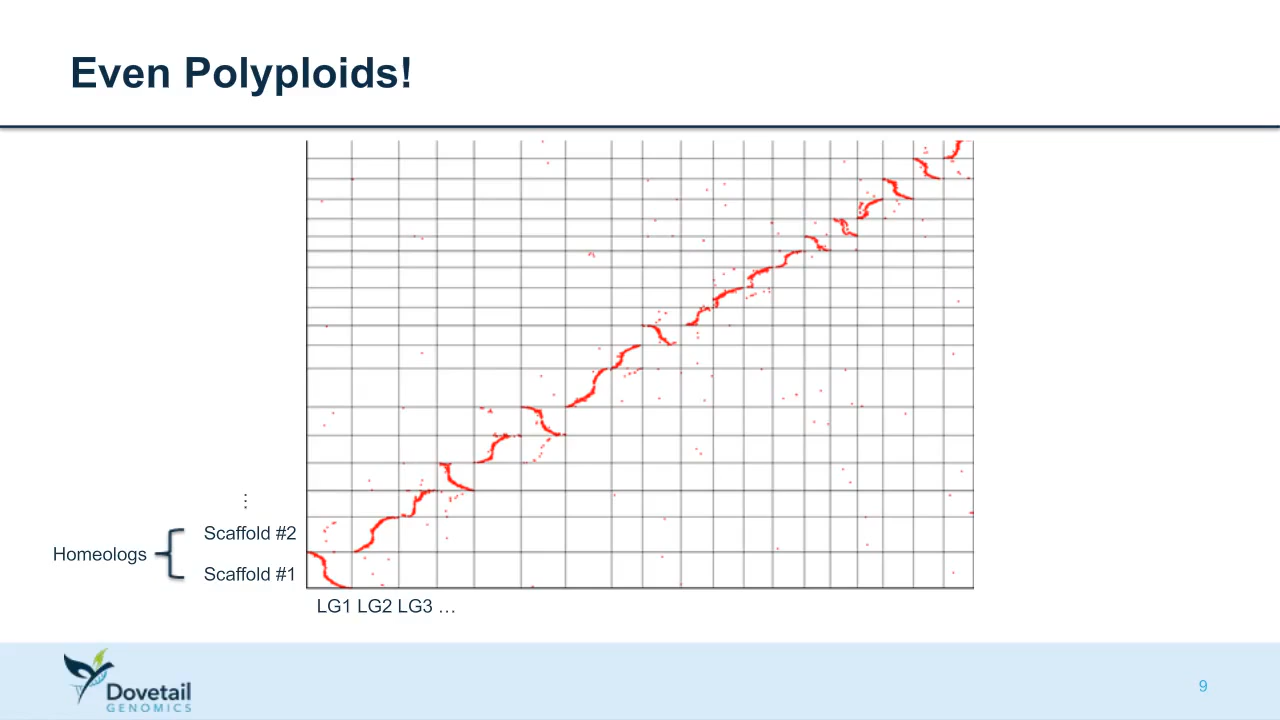 Even Polyploids!
⋮
Scaffold #2
Homeologs
Scaffold #1
LG1 LG2 LG3 …
Dovetail
GENOMICS
9